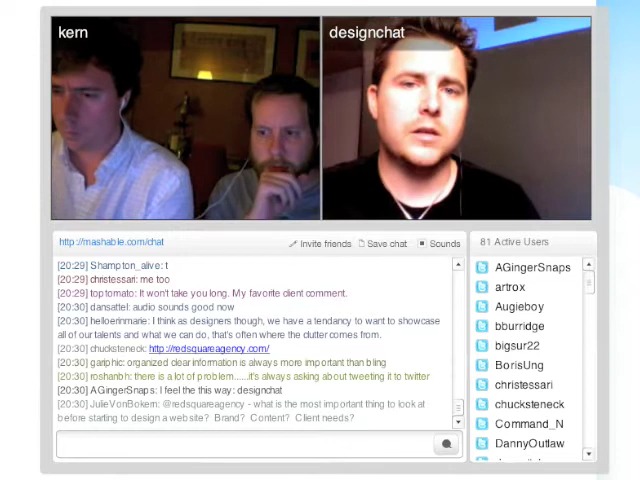 kern
designchat
http://mashable.com/chat
Invite friends
Save chat
Sounds
81 Active Users
[20:29] Shampton_alive: t
[20:29] christessari: me too
[20:29] toptomato: It won't take you long. My favorite client comment.
[20:30] dansattel: audio sounds good now
[20:30] helloerinmarie: I think as designers though, we have a tendancy to want to showcase
all of our talents and what we can do, that's often where the clutter comes from.
[20:30] chucksteneck: http://redsquareagency.com/
[20:30] gariphic: organized clear information is always more important than bling
[20:30] roshanbh: there is a lot of problem......it's always asking about tweeting it to twitter
[20:30] AGingerSnaps: I feel the this way: designchat
[20:30] JulieVonBokern: @redsquareagency - what is the most important thing to look at
before starting to design a website? Brand? Content? Client needs?
AGingerSnaps
artrox
Augieboy
bburridge
bigsur22
BorisUng
christessari
chucksteneck
Command_N
DannyOutlaw